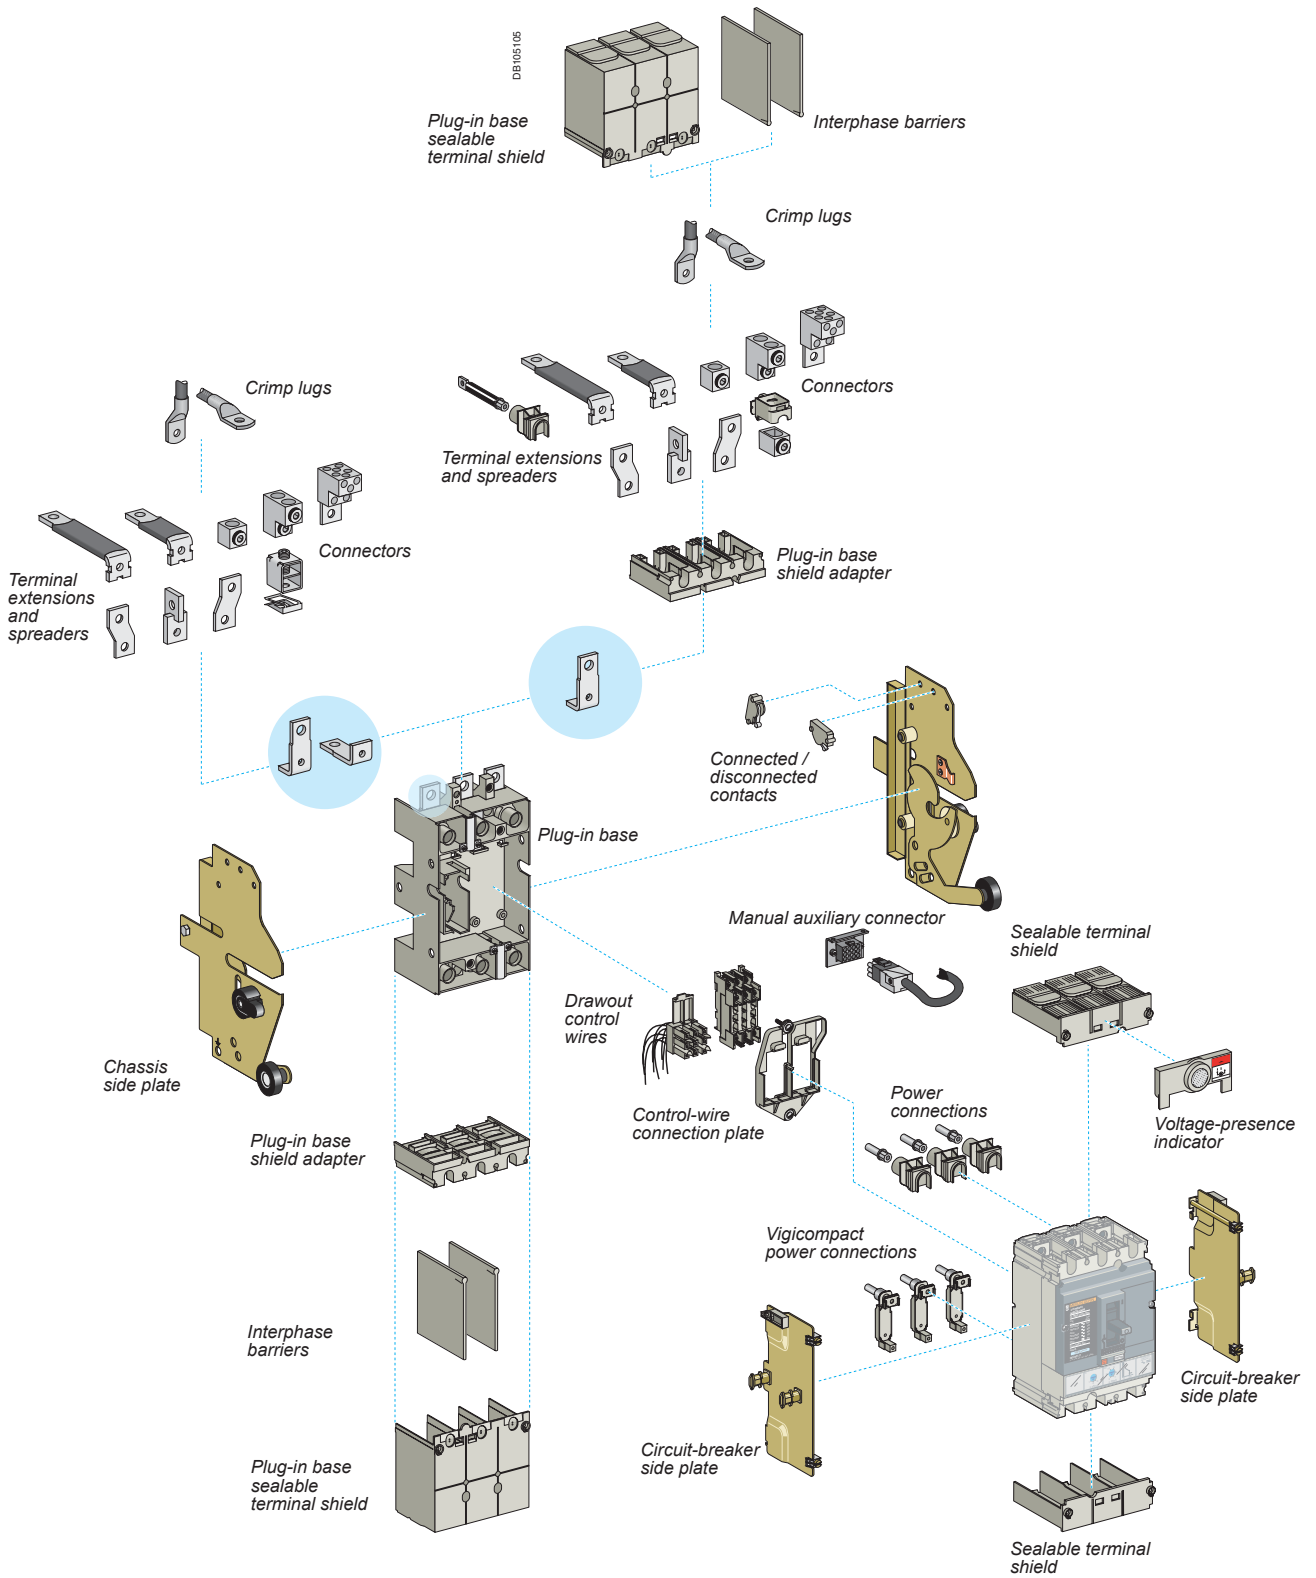 DB105105
Plug-in base
sealable
terminal shield
Interphase barriers
Crimp lugs
Crimp lugs
Connectors
Terminal extensions
and spreaders
Connectors
Terminal
extensions
and
spreaders
Plug-in base
shield adapter
Connected /
disconnected
contacts
Plug-in base
Manual auxiliary connector
Sealable terminal
shield
Drawout
control
wires
Chassis
side plate
Control-wire
connection plate
Power
connections
Voltage-presence
indicator
Plug-in base
shield adapter
Vigicompact
power connections
Interphase
barriers
Circuit-breaker
side plate
Circuit-breaker
side plate
Plug-in base
sealable
terminal shield
Sealable terminal
shield